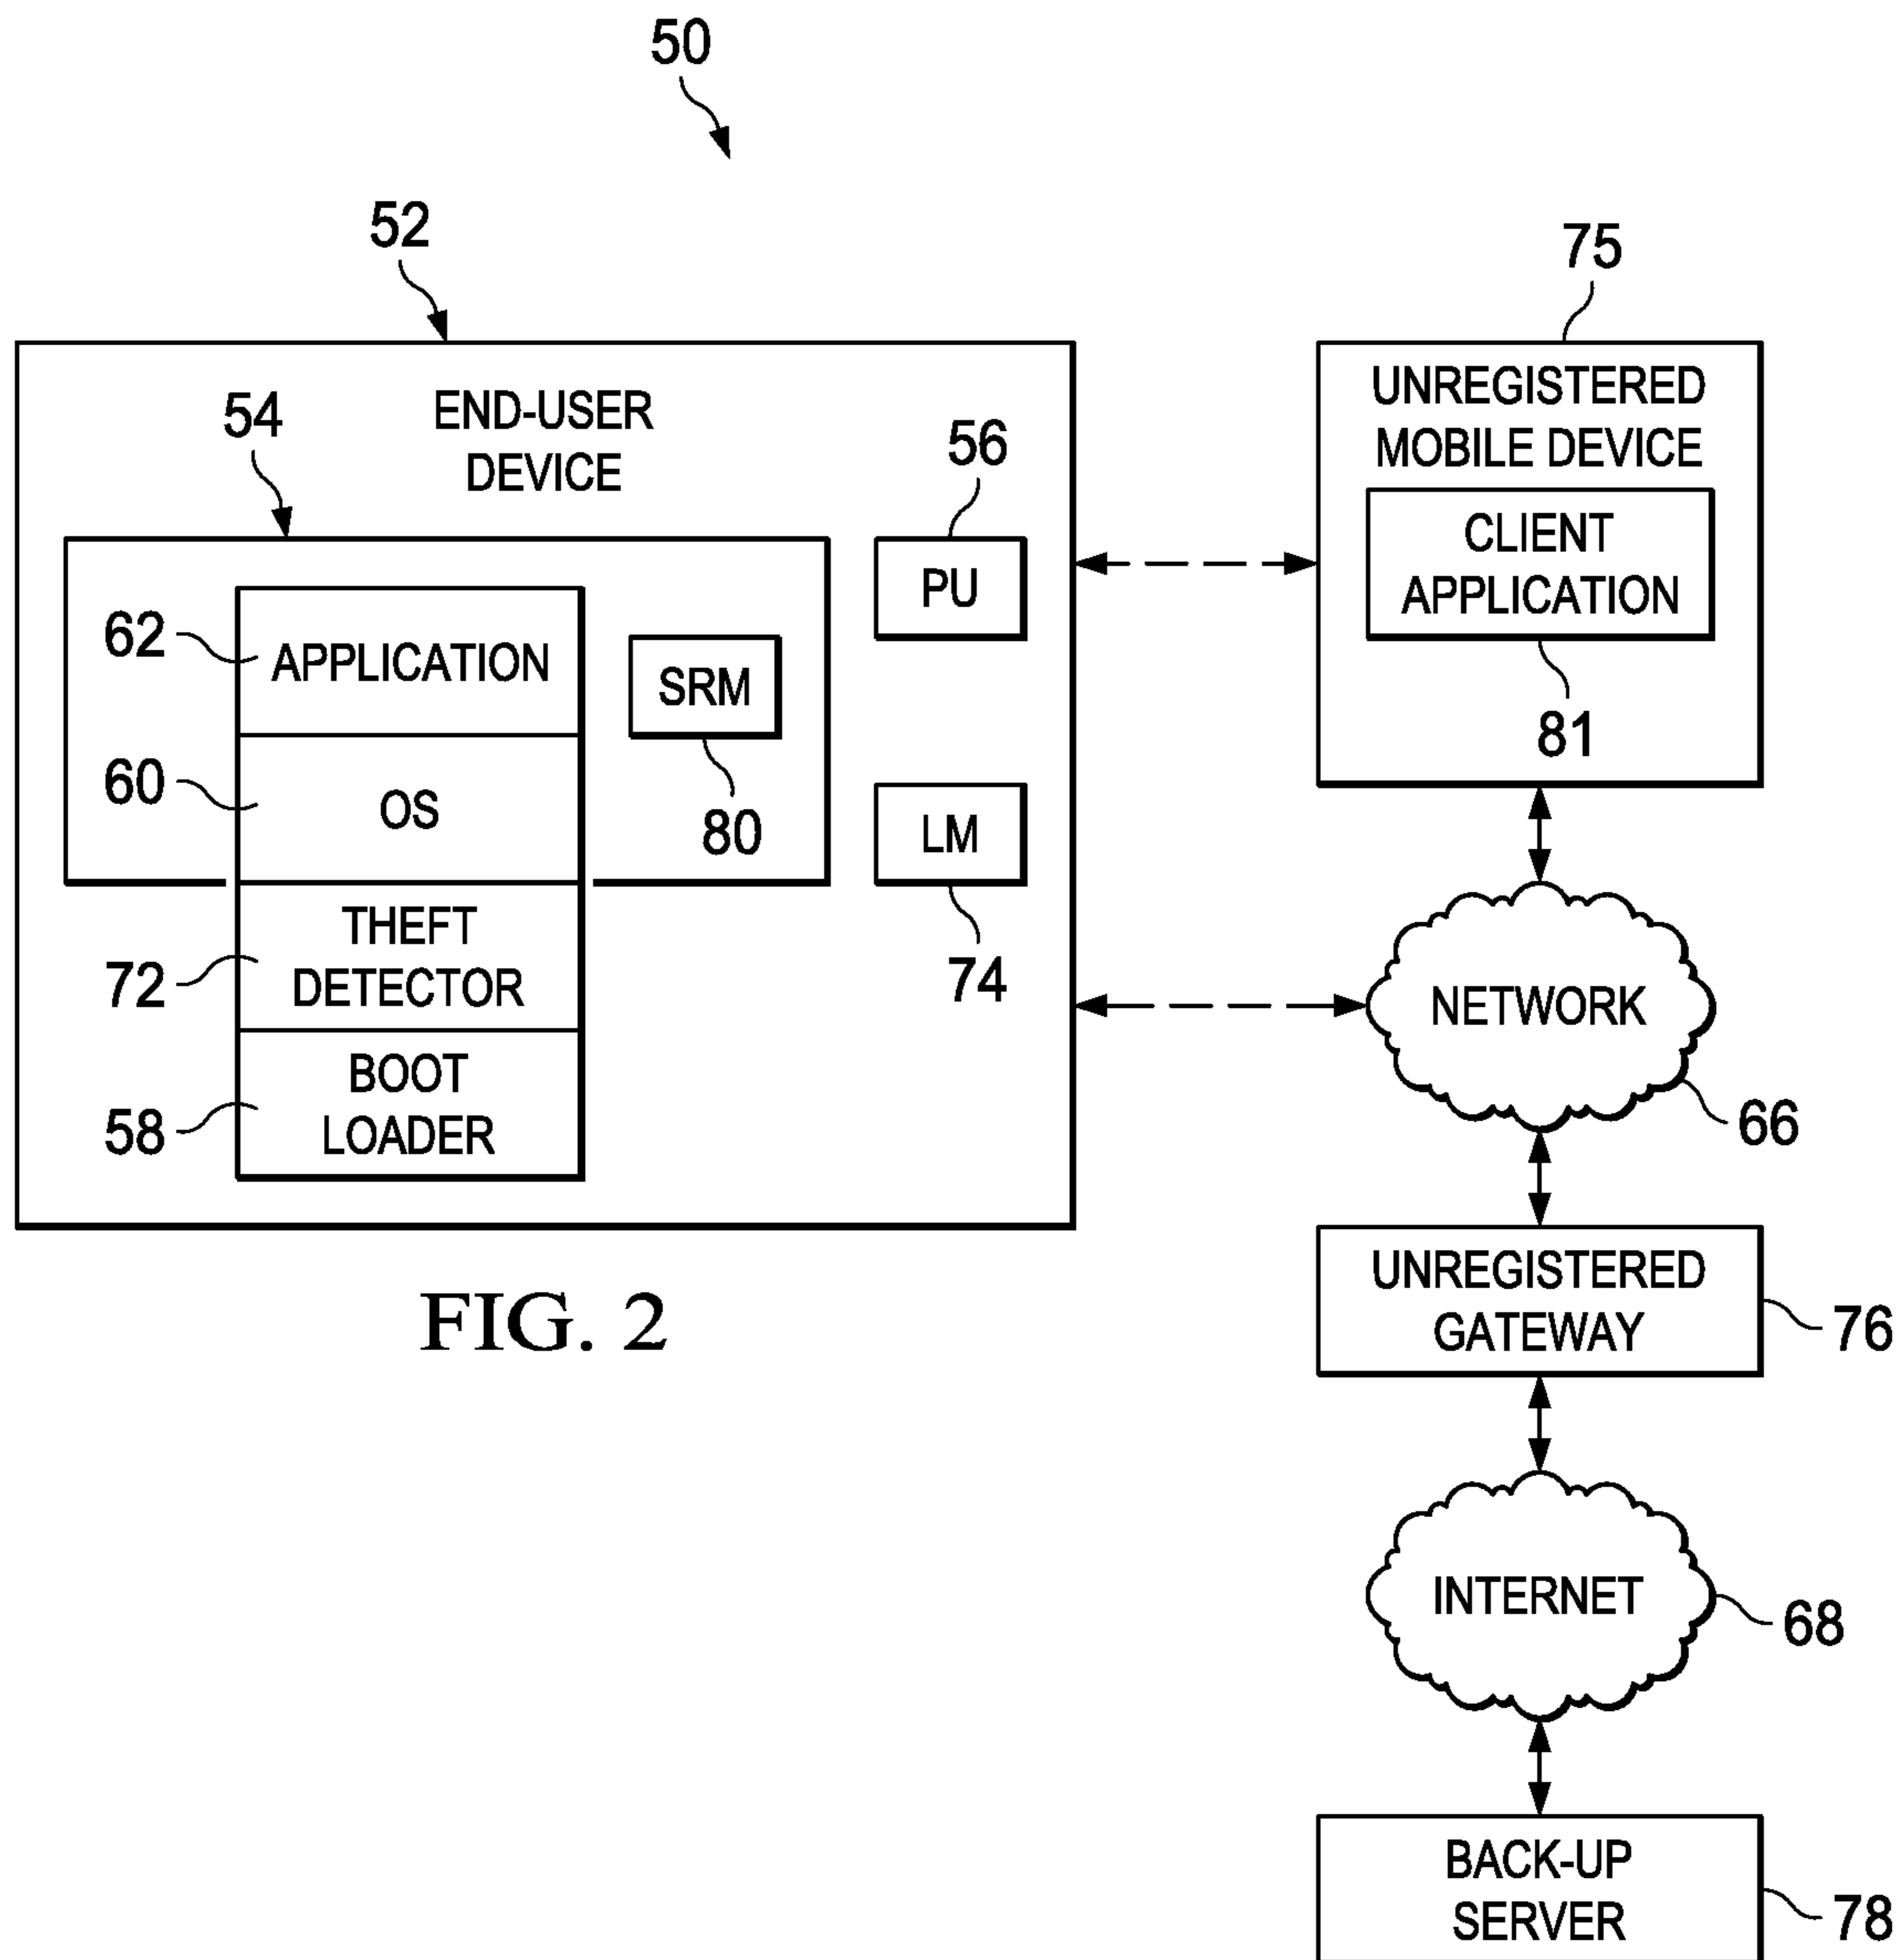 50
52
75
END-USER
DEVICE
54
56
UNREGISTERED
MOBILE DEVICE
CLIENT
APPLICATION
81
PU
62
APPLICATION
SRM
80
60
OS
LM
74
THEFT
DETECTOR
72
BOOT
LOADER
58
NETWORK
66
UNREGISTERED
GATEWAY
76
FIG. 2
INTERNET
68
BACK-UP
SERVER
78